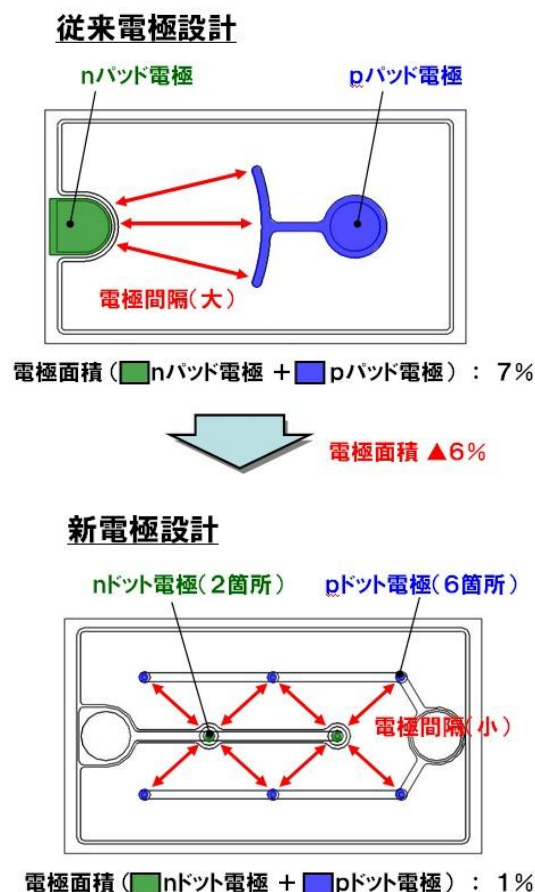 従来電極設計
nパッド電極
pパッド電極
電極間隔(大)
電極面積(nパッド電極 + pパッド電極): 7%
電極面積 ▲6%
新電極設計
nドット電極(2箇所)
pドット電極(6箇所)
電極間隔(小)
電極面積(nドット電極 + pドット電極): 1%